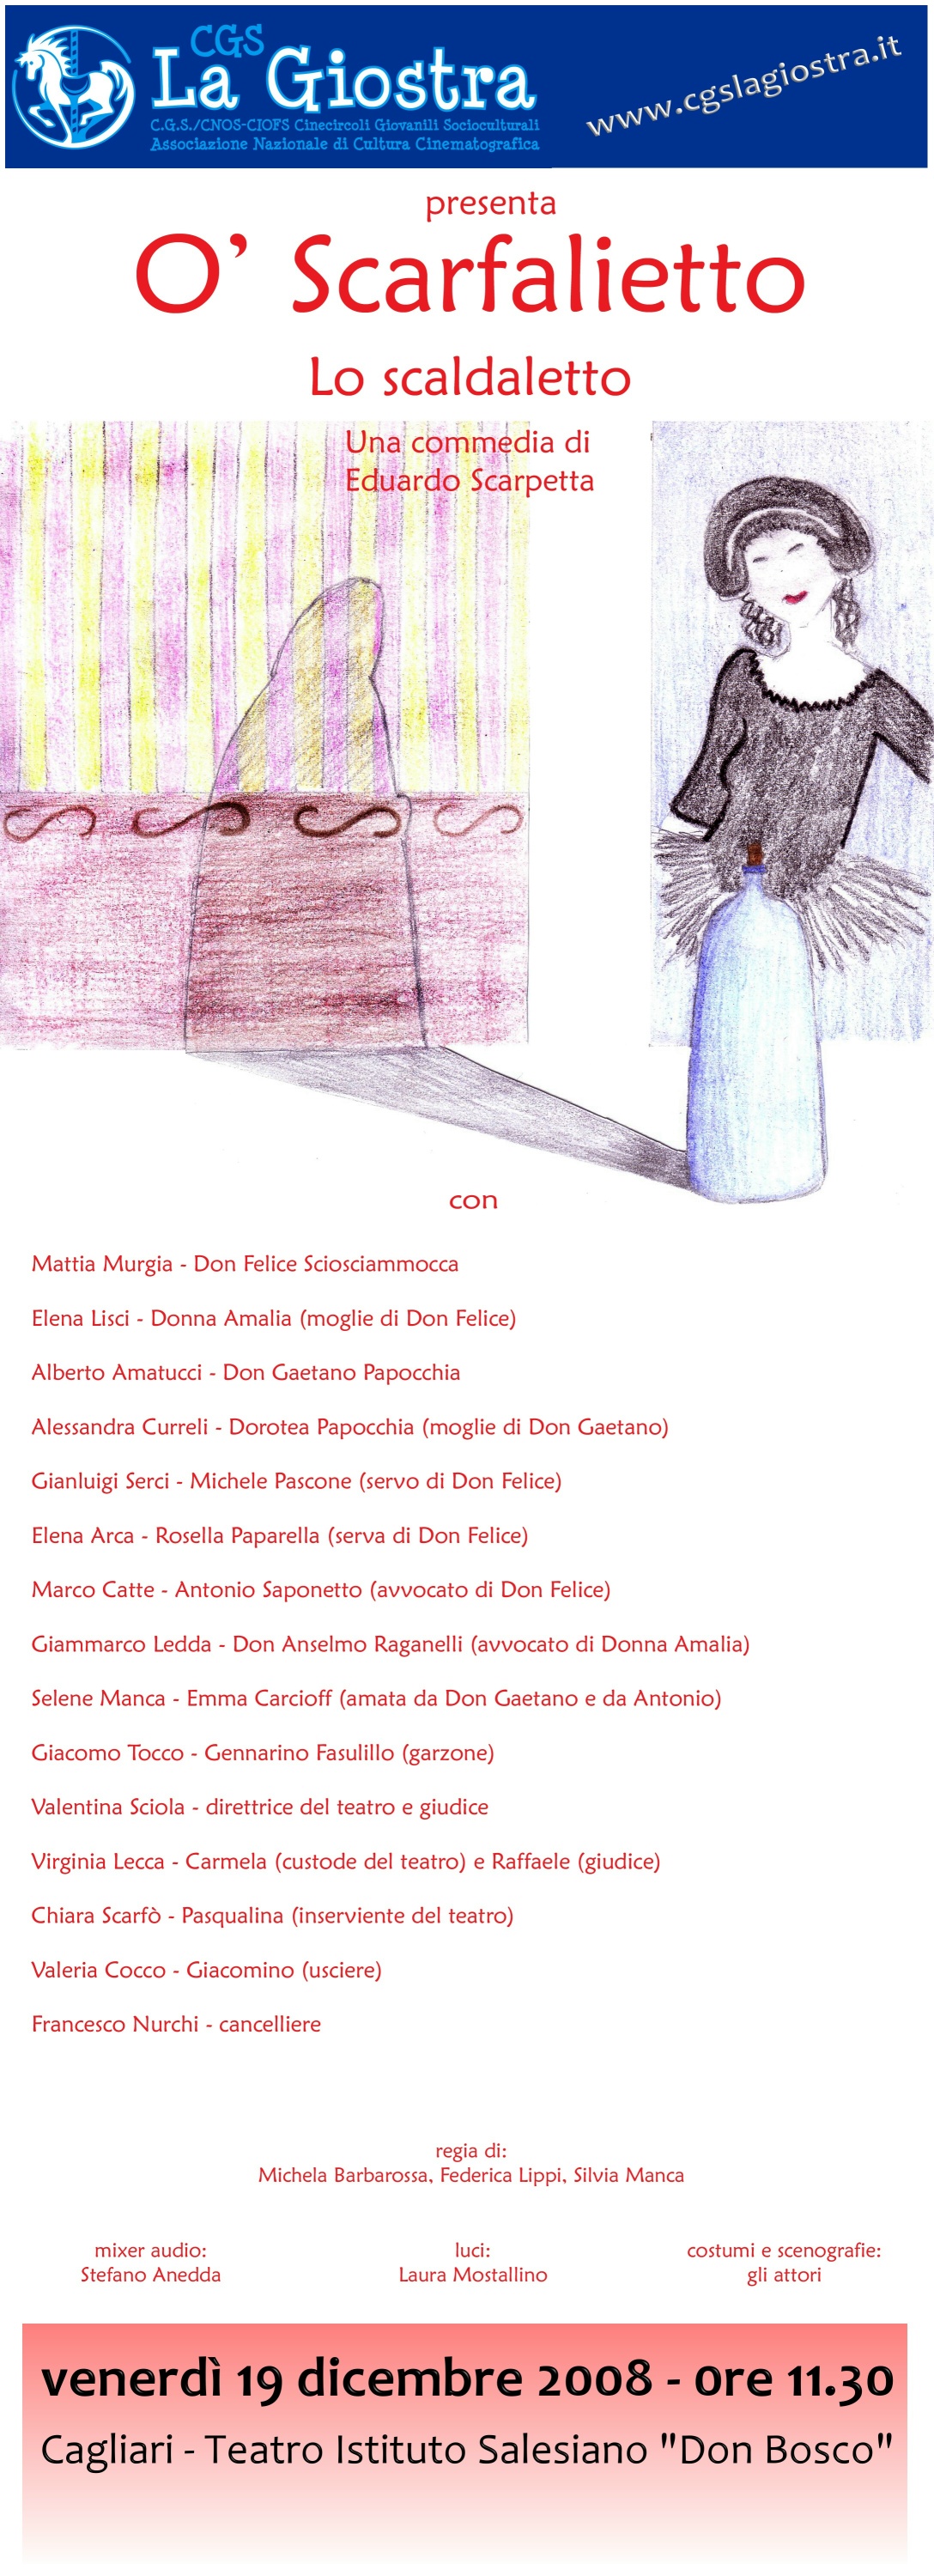 CGS
La Giostra
C.G.S./CNOS-CIOFS Cinecircoli Giovanili Socioculturali
Associazione Nazionale di Cultura Cinematografica
www.cgslagiostra.it
presenta
O’ Scarfalietto
Lo scaldaletto
Una commedia di
Eduardo Scarpetta
con
Mattia Murgia - Don Felice Sciosciammocca
Elena Lisci - Donna Amalia (moglie di Don Felice)
Alberto Amatucci - Don Gaetano Papocchia
Alessandra Curreli - Dorotea Papocchia (moglie di Don Gaetano)
Gianluigi Serci - Michele Pascone (servo di Don Felice)
Elena Arca - Rosella Paparella (serva di Don Felice)
Marco Catte - Antonio Saponetto (avvocato di Don Felice)
Giammarco Ledda - Don Anselmo Raganelli (avvocato di Donna Amalia)
Selene Manca - Emma Carcioff (amata da Don Gaetano e da Antonio)
Giacomo Tocco - Gennarino Fasulillo (garzone)
Valentina Sciola - direttrice del teatro e giudice
Virginia Lecca - Carmela (custode del teatro) e Raffaele (giudice)
Chiara Scarfò - Pasqualina (inserviente del teatro)
Valeria Cocco - Giacomino (usciere)
Francesco Nurchi - cancelliere
regia di:
Michela Barbarossa, Federica Lippi, Silvia Manca
mixer audio:
Stefano Anedda
luci:
Laura Mostallino
costumi e scenografie:
gli attori
venerdì 19 dicembre 2008 - 0re 11.30
Cagliari - Teatro Istituto Salesiano "Don Bosco"